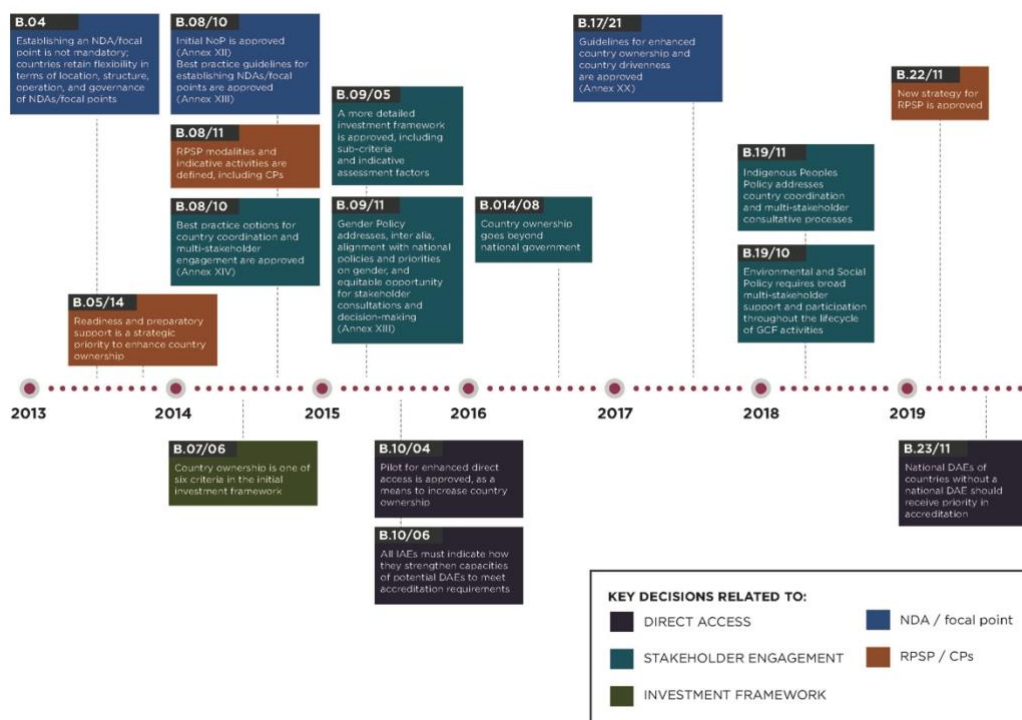 B.04
Establishing an NDA/focal
point is not mandatory;
countries retain flexibility in
terms of location, structure,
operation, and governance
of NDAs/focal points
B.08/10
Initial NoP is approved
(Annex XII)
Best practice guidelines for
establishing NDAs/focal
points are approved
(Annex XIII)
B.08/11
RPSP modalities and
indicative activities are
defined, including CPs
B.08/10
Best practice options for
country coordination and
multi-stakeholder
engagement are approved
(Annex XIV)
B.05/14
Readiness and preparatory
support is a strategic
priority to enhance country
ownership
B.09/05
A more detailed
investment framework
is approved, including
sub-criteria
and indicative
assessment factors
B.09/11
Gender Policy
addresses, inter alia,
alignment with national
policies and priorities
on gender, and
equitable opportunity
for stakeholder
consultations and
decision-making
(Annex XIII)
B.014/08
Country ownership
goes beyond
national government
B.17/21
Guidelines for enhanced
country ownership and
country drivenness
are approved
(Annex XX)
B.19/11
Indigenous Peoples
Policy addresses
country coordination
and multi-stakeholder
consultative processes
B.19/10
Environmental and Social
Policy requires broad
multi-stakeholder
support and participation
throughout the lifecycle
of GCF activities
B.22/11
New strategy for
RPSP is approved
2013 2014 2015 2016 2017 2018 2019
B.07/06
Country ownership is one of
six criteria in the initial
investment framework
B.10/04
Pilot for enhanced direct
access is approved, as a
means to increase country
ownership
B.10/06
All IAEs must indicate how
they strengthen capacities
of potential DAEs to meet
accreditation requirements
B.23/11
National DAEs of
countries without a
national DAE should
receive priority in
accreditation
KEY DECISIONS RELATED TO:
DIRECT ACCESS
STAKEHOLDER ENGAGEMENT
INVESTMENT FRAMEWORK
NDA / focal point
RPSP / CPs